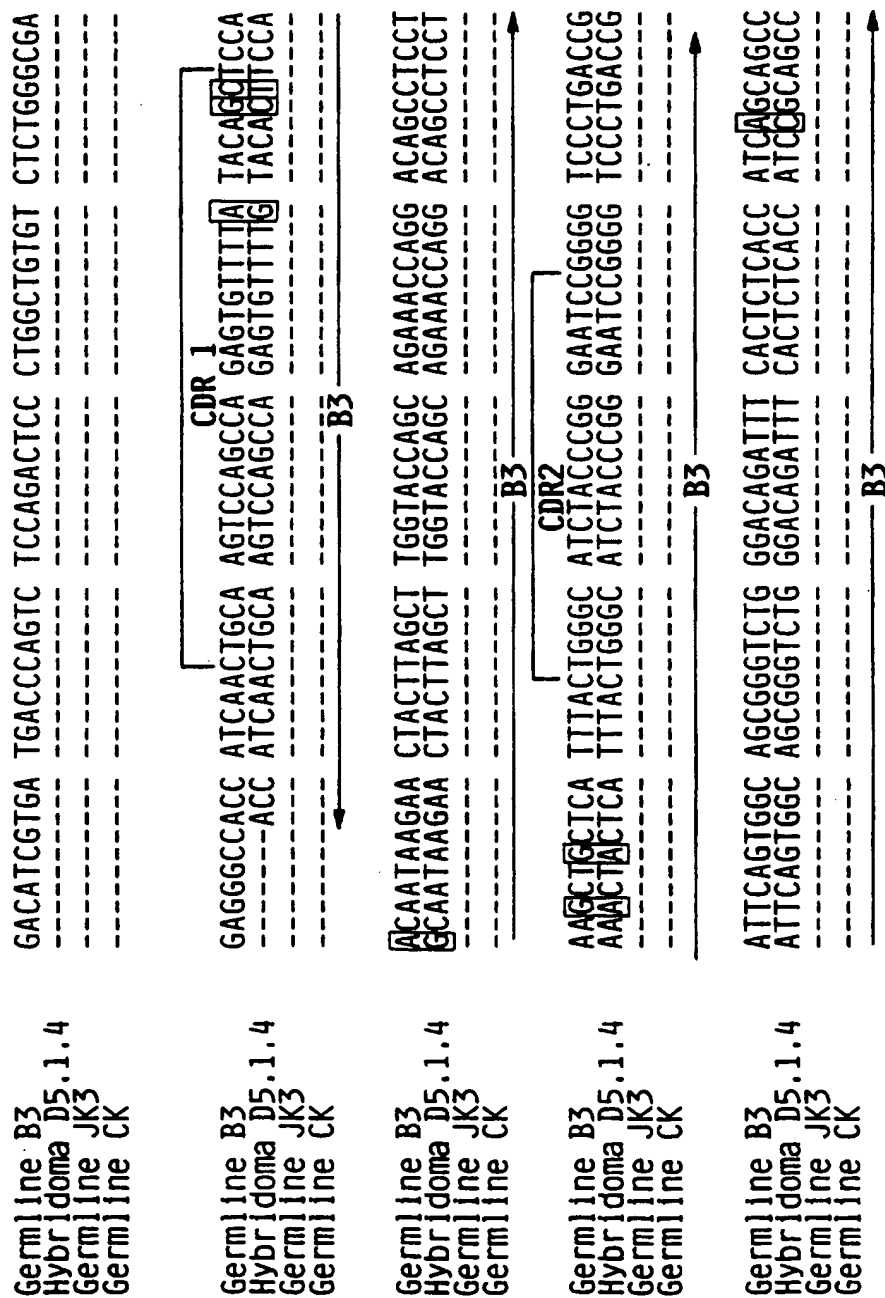 Germline B3 GACATCGTGA TGACCCAGTC TCCAGACTCC CTGGCTGTGT CTCTGGGCGA
Hybridoma D5.1.4 ---------- ---------- ---------- ---------- ----------
Germline JK3 ---------- ---------- ---------- ---------- ----------
Germline CK ---------- ---------- ---------- ---------- ----------
CDR 1
Germline B3 GAGGGCCACC ATCAACTGCA AGTCCAGCCA GAGTGTTTTA TACAGCTCCA
Hybridoma D5.1.4 -------ACC ATCAACTGCA AGTCCAGCCA GAGTGTTTTG TACACTTCCA
Germline JK3 ---------- ---------- ---------- ---------- ----------
Germline CK ---------- ---------- ---------- ---------- ----------
B3
Germline B3 ACAATAAGAA CTACTTAGCT TGGTACCAGC AGAAACCAGG ACAGCCTCCT
Hybridoma D5.1.4 GCAATAAGAA CTACTTAGCT TGGTACCAGC AGAAACCAGG ACAGCCTCCT
Germline JK3 ---------- ---------- ---------- ---------- ----------
Germline CK ---------- ---------- ---------- ---------- ----------
B3
CDR2
Germline B3 AAGCTGCTCA TTTACTGGGC ATCTACCCGG GAATCCGGGG TCCCTGACCG
Hybridoma D5.1.4 AAACTACTCA TTTACTGGGC ATCTACCCGG GAATCCGGGG TCCCTGACCG
Germline JK3 ---------- ---------- ---------- ---------- ----------
Germline CK ---------- ---------- ---------- ---------- ----------
B3
Germline B3 ATTCAGTGGC AGCGGGTCTG GGACAGATTT CACTCTCACC ATCAGCAGCC
Hybridoma D5.1.4 ATTCAGTGGC AGCGGGTCTG GGACAGATTT CACTCTCACC ATCCGCAGCC
Germline JK3 ---------- ---------- ---------- ---------- ----------
Germline CK ---------- ---------- ---------- ---------- ----------
B3